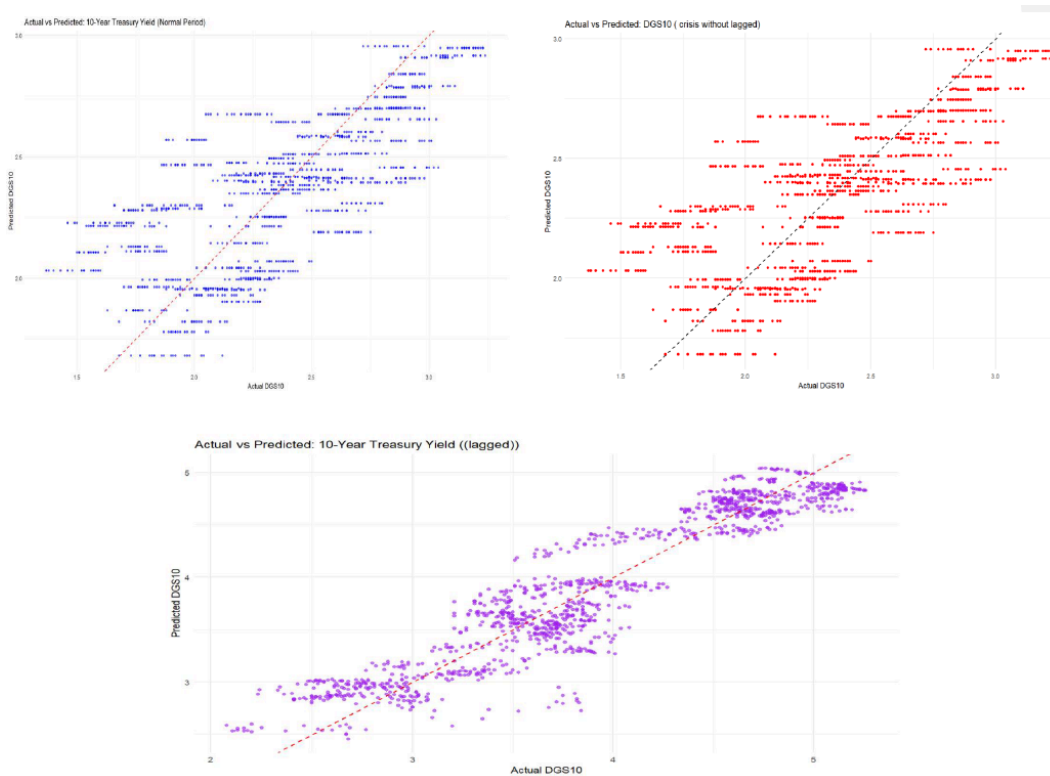 Actual vs Predicted: 10-Year Treasury Yield (Normal Period)
3.0
2.5
2.0
Predicted DGS10
1.5
2.0
2.5
3.0
Actual DGS10
Actual vs Predicted: DGS10 ( crisis without lagged)
3.0
2.5
2.0
Predicted DGS10
1.5
2.0
2.5
3.0
Actual DGS10
Actual vs Predicted: 10-Year Treasury Yield ((lagged))
5
4
3
Predicted DGS10
2
3
4
5
Actual DGS10